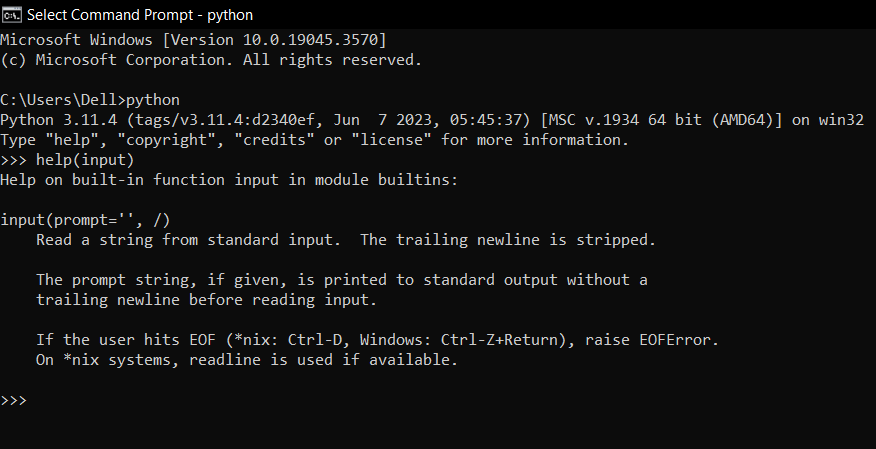 Select Command Prompt - python
Microsoft Windows [Version 10.0.19045.3570]
(c) Microsoft Corporation. All rights reserved.
C:\Users\Dell>python
Python 3.11.4 (tags/v3.11.4:d2340ef, Jun  7 2023, 05:45:37) [MSC v.1934 64 bit (AMD64)] on win32
Type "help", "copyright", "credits" or "license" for more information.
>>> help(input)
Help on built-in function input in module builtins:
input(prompt='', /)
    Read a string from standard input.  The trailing newline is stripped.
    The prompt string, if given, is printed to standard output without a
    trailing newline before reading input.
    If the user hits EOF (*nix: Ctrl-D, Windows: Ctrl-Z+Return), raise EOFError.
    On *nix systems, readline is used if available.
>>>